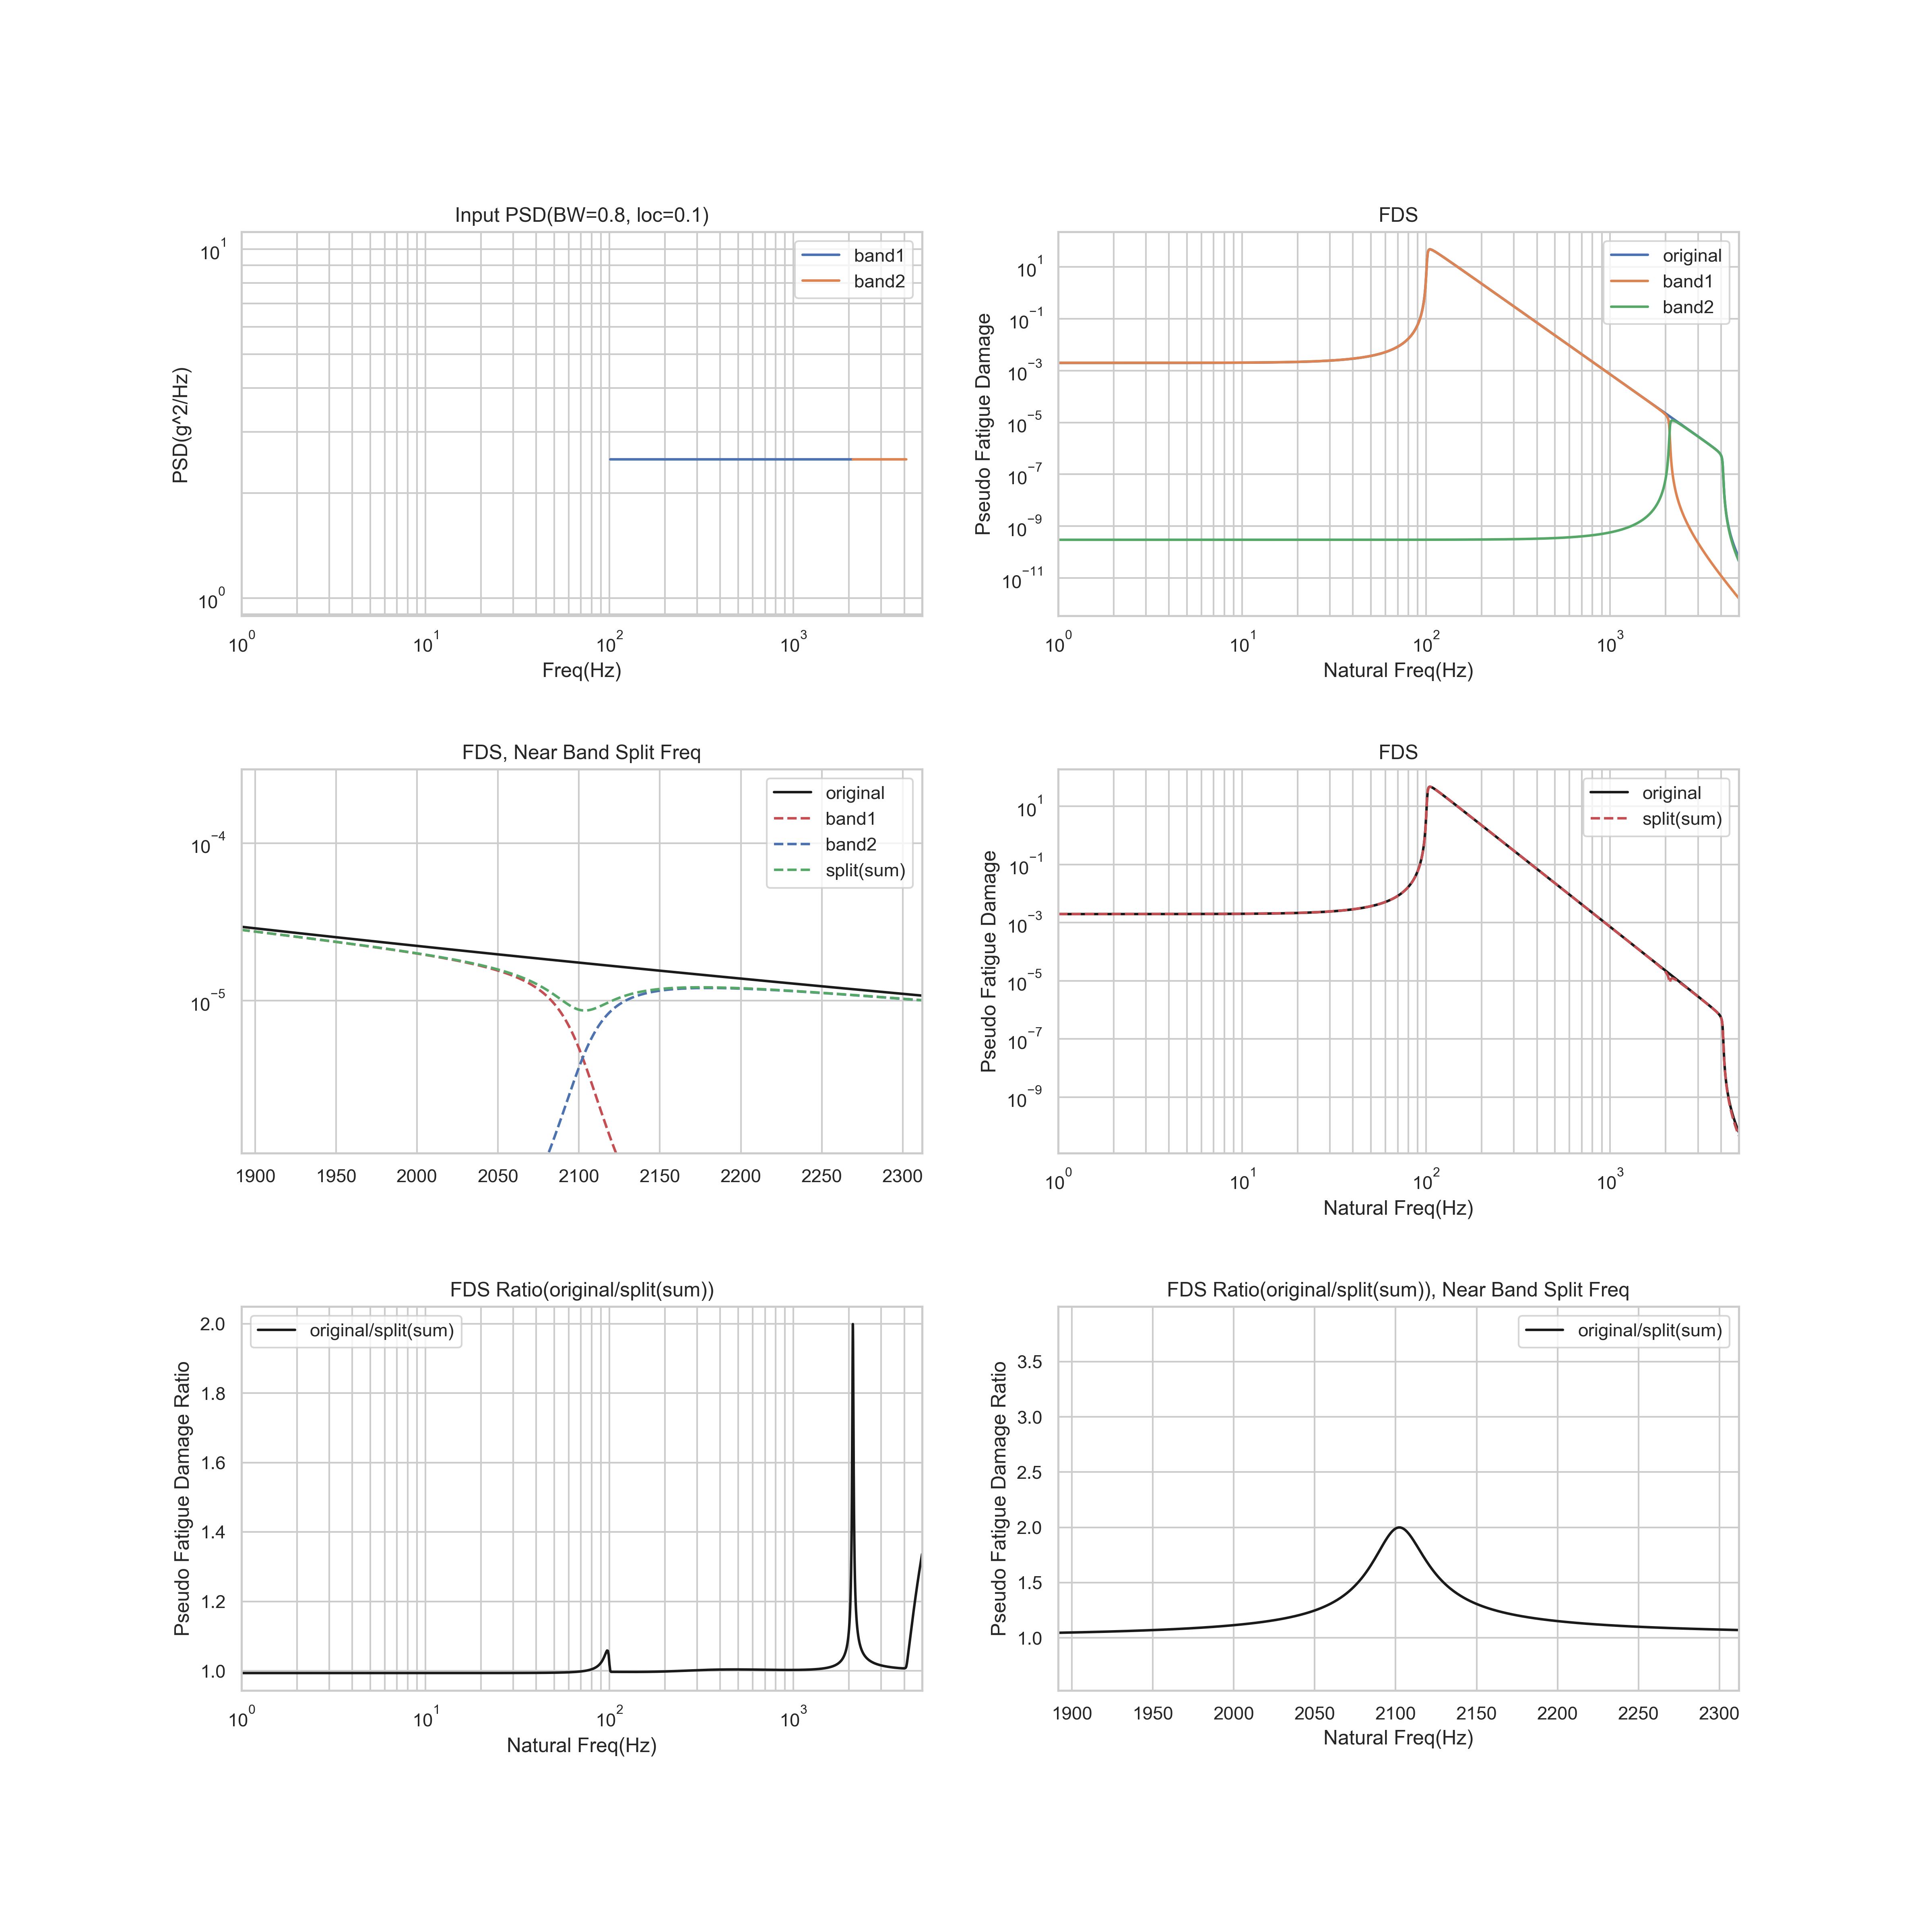 Input PSD(BW=0.8, loc=0.1)
PSD(g^2/Hz)
10^1
10^0
band1
band2
10^0 10^1 10^2 10^3
Freq(Hz)
FDS
Pseudo Fatigue Damage
10^1
10^−1
10^−3
10^−5
10^−7
10^−9
10^−11
original
band1
band2
10^0 10^1 10^2 10^3
Natural Freq(Hz)
FDS, Near Band Split Freq
10^−4
10^−5
original
band1
band2
split(sum)
1900 1950 2000 2050 2100 2150 2200 2250 2300
FDS
Pseudo Fatigue Damage
10^1
10^−1
10^−3
10^−5
10^−7
10^−9
original
split(sum)
10^0 10^1 10^2 10^3
Natural Freq(Hz)
FDS Ratio(original/split(sum))
Pseudo Fatigue Damage Ratio
2.0
1.8
1.6
1.4
1.2
1.0
original/split(sum)
10^0 10^1 10^2 10^3
Natural Freq(Hz)
FDS Ratio(original/split(sum)), Near Band Split Freq
Pseudo Fatigue Damage Ratio
3.5
3.0
2.5
2.0
1.5
1.0
original/split(sum)
1900 1950 2000 2050 2100 2150 2200 2250 2300
Natural Freq(Hz)